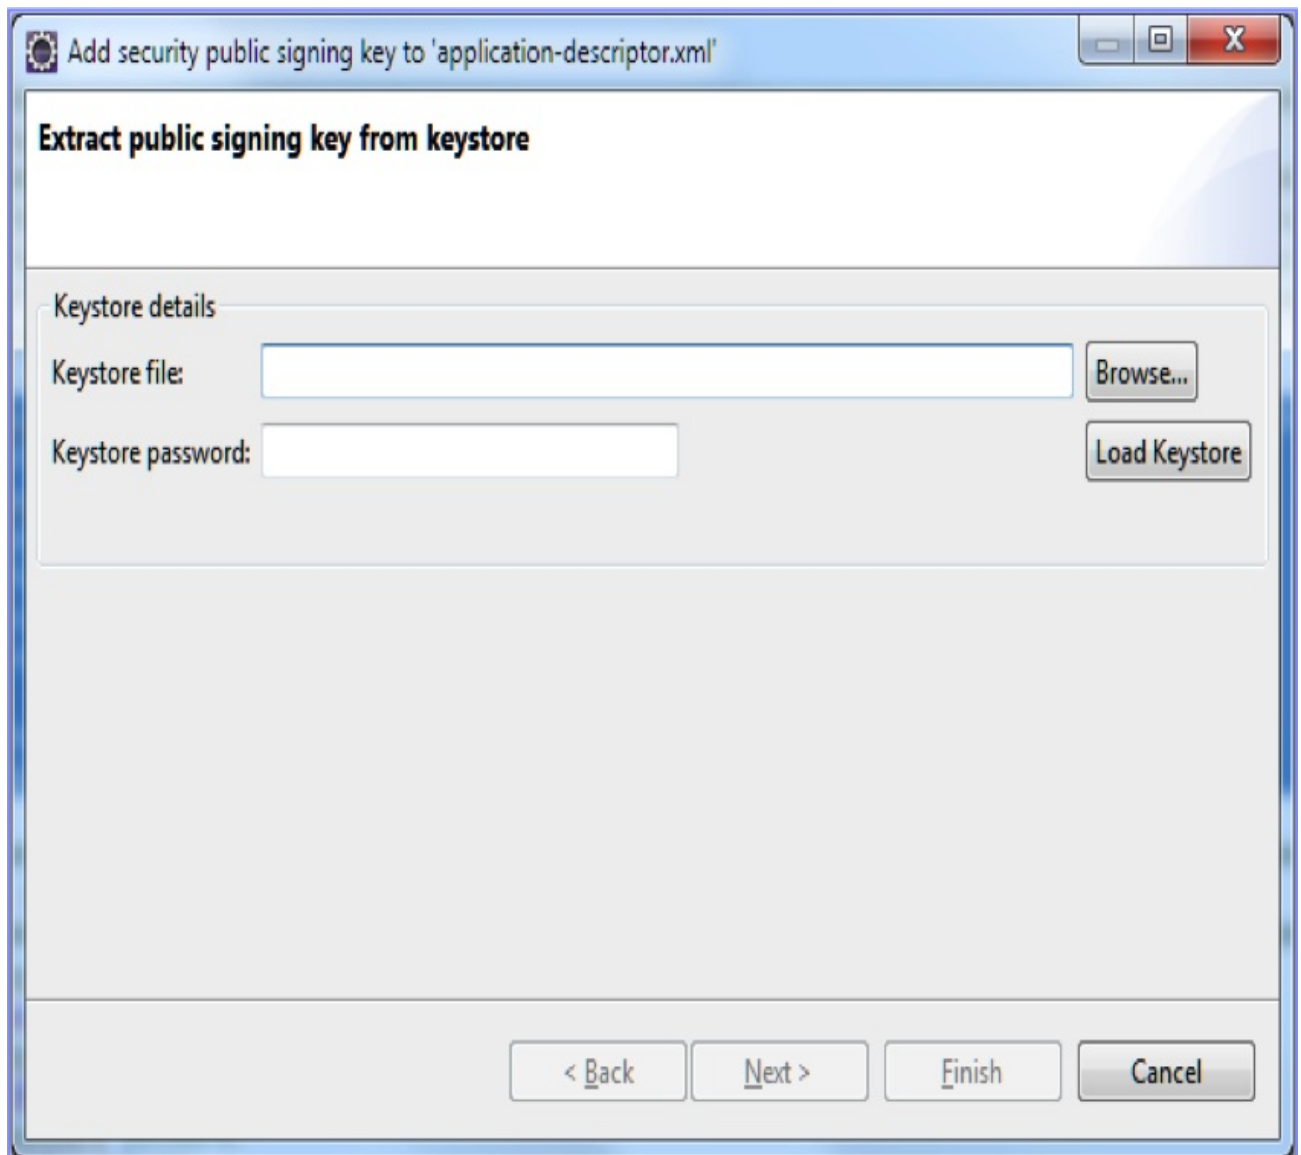 Add security public signing key to 'application-descriptor.xml'
Extract public signing key from keystore
Keystore details
Keystore file:
Browse...
Keystore password:
Load Keystore
< Back
Next >
Finish
Cancel